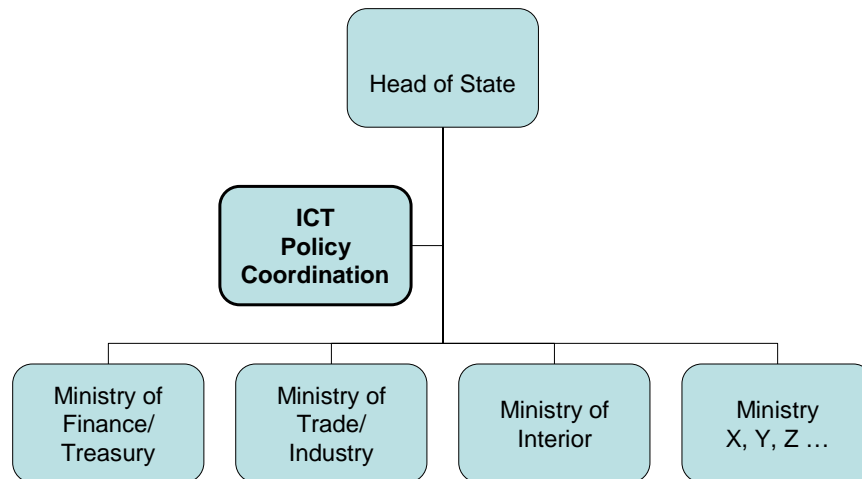 Head of State
ICT
Policy
Coordination
Ministry of
Finance/
Treasury
Ministry of
Trade/
Industry
Ministry of
Interior
Ministry
X, Y, Z …